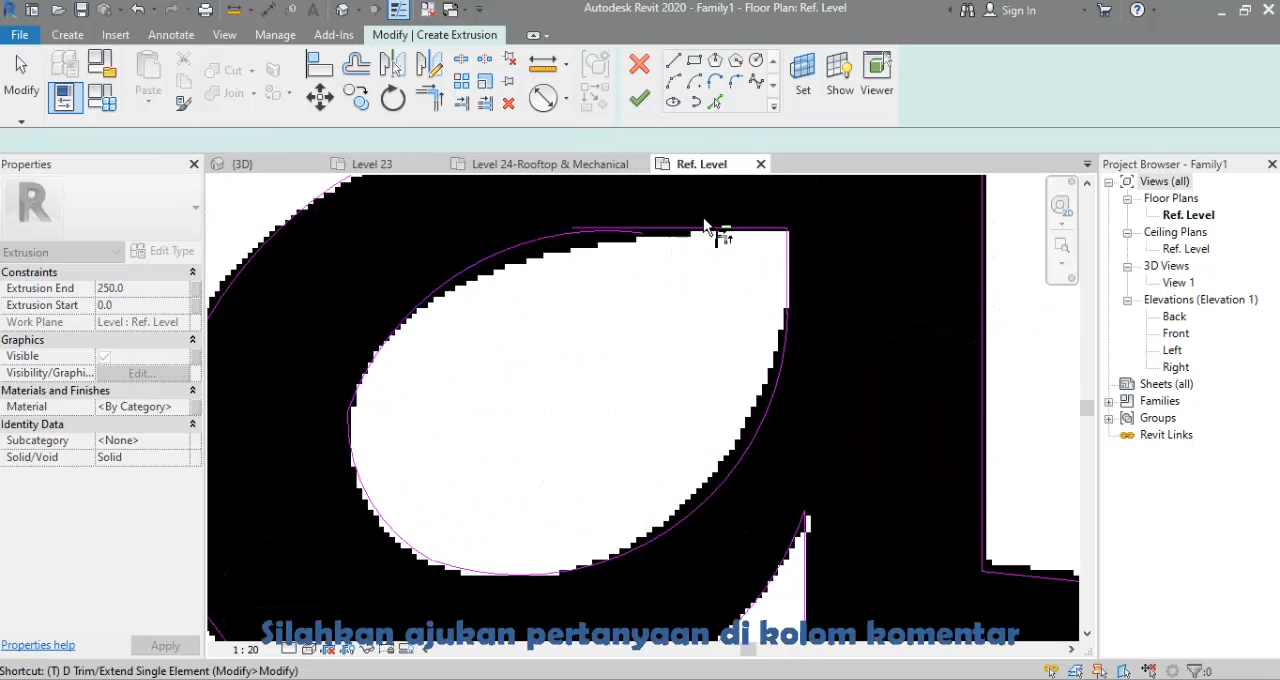 Autodesk Revit 2020 - Family1 - Floor Plan: Ref. Level
Sign In
File Create Insert Annotate View Manage Add-Ins Modify | Create Extrusion
Modify
Paste
Cut
Join
Set Show Viewer
Properties
{3D} Level 23 Level 24-Rooftop & Mechanical Ref. Level
Project Browser - Family1
Extrusion Edit Type
Constraints
Extrusion End 250.0
Extrusion Start 0.0
Work Plane Level : Ref. Level
Graphics
Visible
Visibility/Graphi... Edit...
Materials and Finishes
Material <By Category>
Identity Data
Subcategory <None>
Solid/Void Solid
Properties help Apply
2D
Views (all)
Floor Plans
Ref. Level
Ceiling Plans
Ref. Level
3D Views
View 1
Elevations (Elevation 1)
Back
Front
Left
Right
Sheets (all)
Families
Groups
Revit Links
Silahkan ajukan pertanyaan di kolom komentar
1 : 20
Shortcut: (T) D Trim/Extend Single Element (Modify>Modify)
:0